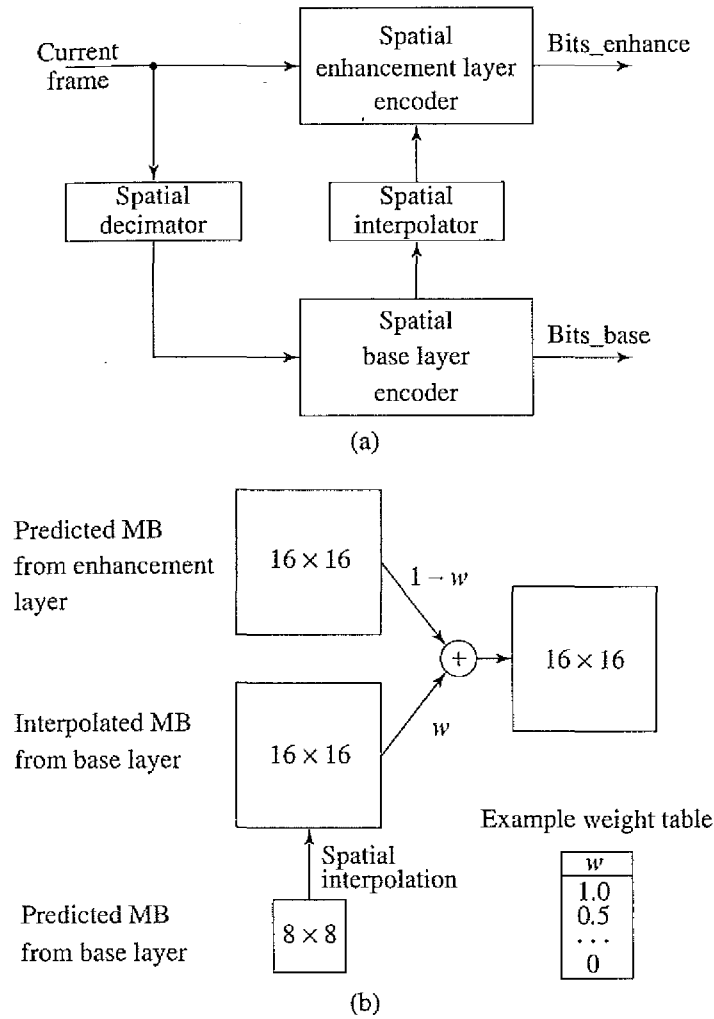 Current
frame
Spatial
enhancement layer
encoder
Bits_enhance
Spatial
decimator
Spatial
interpolator
Spatial
base layer
encoder
Bits_base
(a)
Predicted MB
from enhancement
layer
16 × 16
1 − w
+
16 × 16
Interpolated MB
from base layer
16 × 16
w
Spatial
interpolation
Predicted MB
from base layer
8 × 8
Example weight table
w
1.0
0.5
...
0
(b)